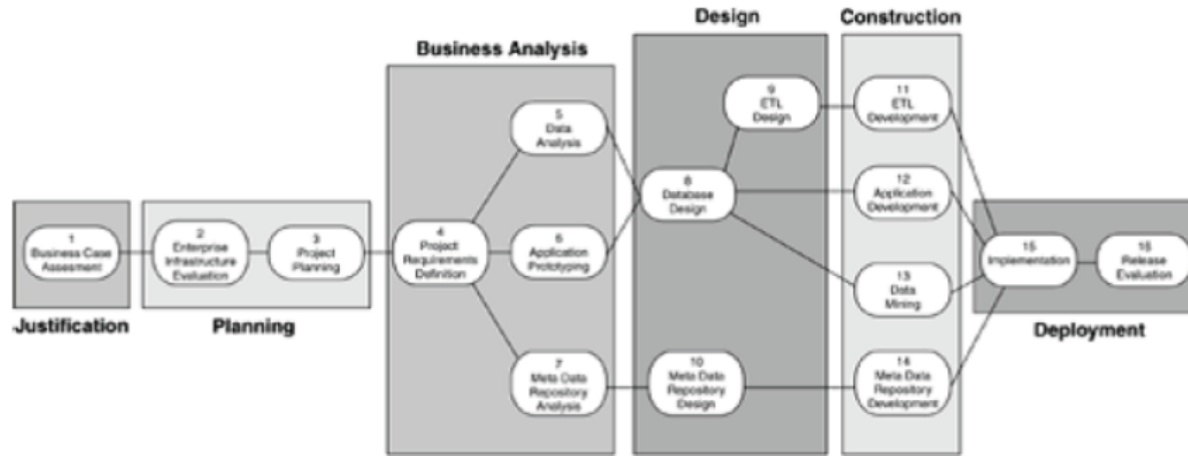 Design
Construction
Business Analysis
9
ETL
Design
11
ETL
Development
5
Data
Analysis
8
Database
Design
12
Application
Development
1
Business Case
Assesment
2
Enterprise
Infrastructure
Evaluation
3
Project
Planning
4
Project
Requirements
Definition
6
Application
Prototyping
15
Implementation
16
Release
Evaluation
13
Data
Mining
Justification
Planning
Deployment
7
Meta Data
Repository
Analysis
10
Meta Data
Repository
Design
14
Meta Data
Repository
Development